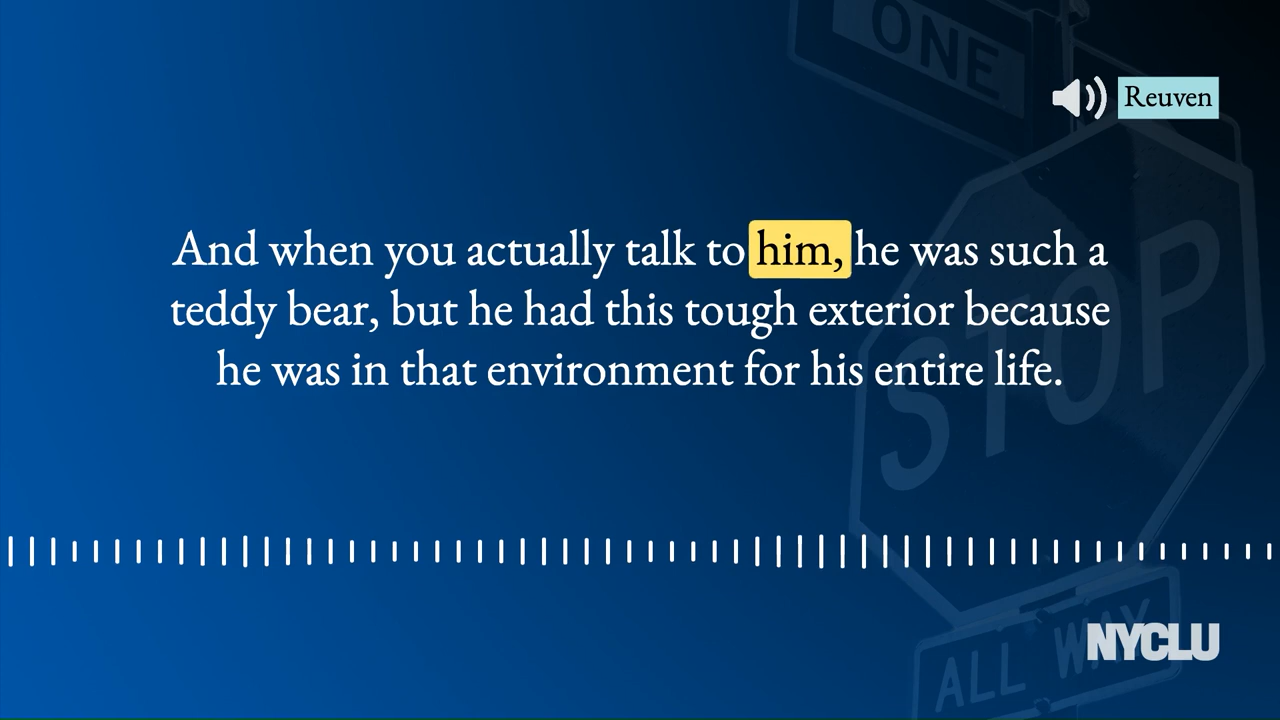 ONE
Reuven
And when you actually talk to him, he was such a
teddy bear, but he had this tough exterior because
he was in that environment for his entire life.
STOP
ALL WAY
NYCLU